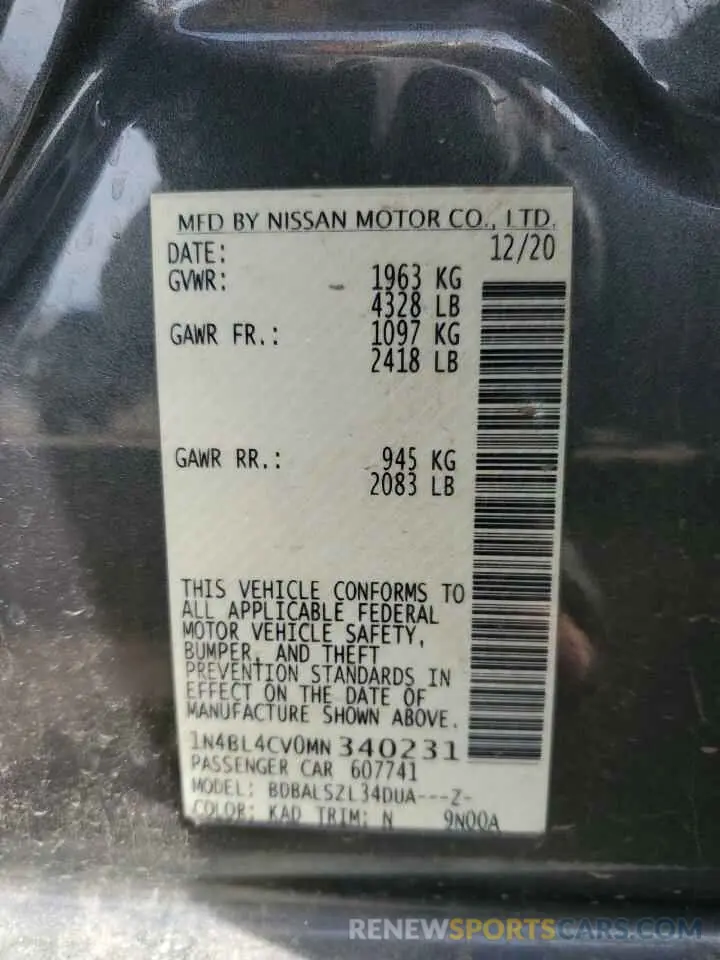 MFD BY NISSAN MOTOR CO., LTD.
DATE: 12/20
GVWR: 1963 KG
4328 LB
GAWR FR.: 1097 KG
2418 LB
GAWR RR.: 945 KG
2083 LB
THIS VEHICLE CONFORMS TO
ALL APPLICABLE FEDERAL
MOTOR VEHICLE SAFETY,
BUMPER, AND THEFT
PREVENTION STANDARDS IN
EFFECT ON THE DATE OF
MANUFACTURE SHOWN ABOVE.
1N4BL4CV0MN 340231
PASSENGER CAR 607741
MODEL: BDBALSZL34DUA---Z-
COLOR: KAD TRIM: N 9N00A
RENEWSPORTSCARS.COM